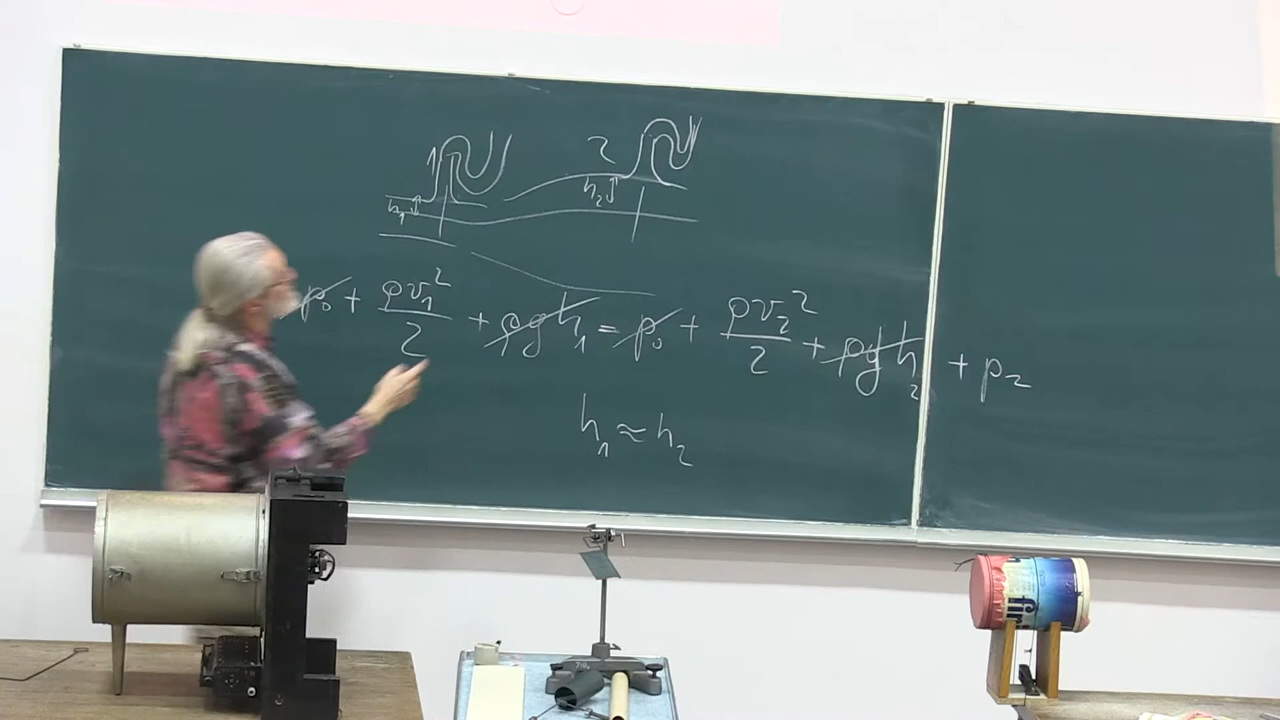 1 2
h₁ h₂
p₀ + ρv₁²/2 + ρgh₁ = p₀ + ρv₂²/2 + ρgh₂ + p₂
h₁ ≈ h₂